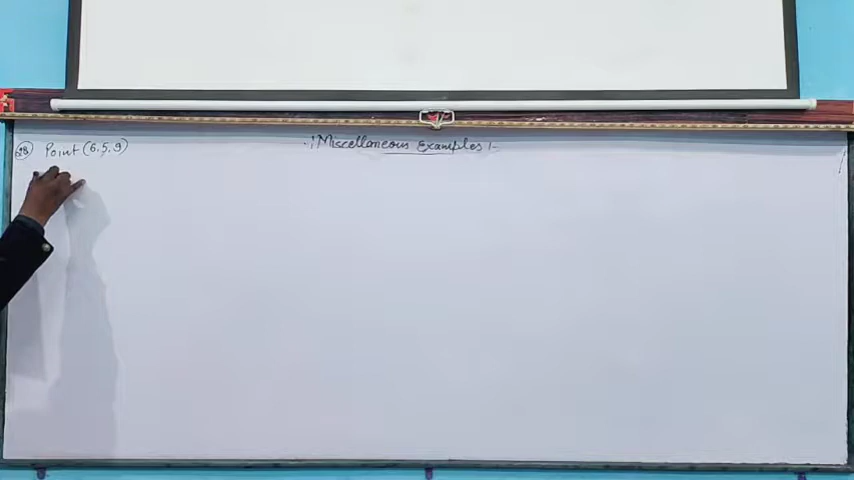 :Miscellaneous Examples:-
28 Point (6,5,9)